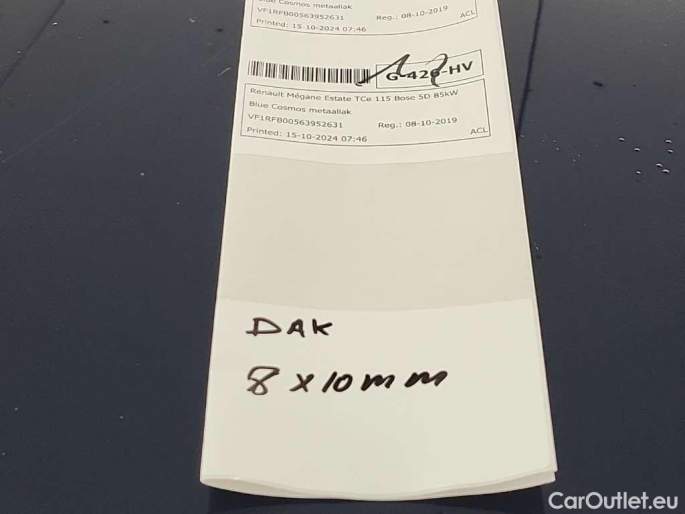 Blue Cosmos metaallak
VF1RFB00563952631 Reg.: 08-10-2019
Printed: 15-10-2024 07:46 ACL
G-426-HV
Renault Mégane Estate TCe 115 Bose 5D 85kW
Blue Cosmos metaallak
VF1RFB00563952631 Reg.: 08-10-2019
Printed: 15-10-2024 07:46 ACL
DAK
8 x 10 mm
CarOutlet.eu